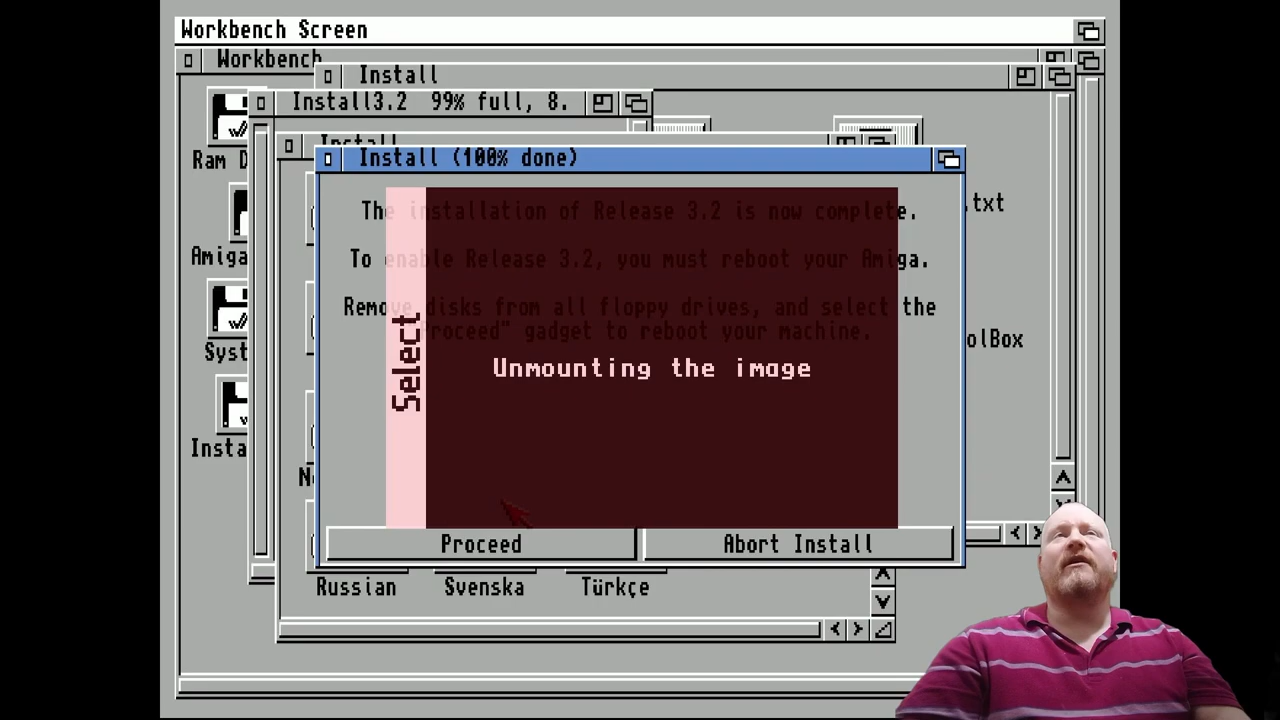 Workbench Screen
Workbench
Install
Install3.2 99% full, 8.
Install
Install (100% done)
Ram D
Amiga
Syst
Insta
The installation of Release 3.2 is now complete.
To enable Release 3.2, you must reboot your Amiga.
Remove disks from all floppy drives, and select the
"Proceed" gadget to reboot your machine.
Select
Unmounting the image
.txt
olBox
Proceed
Abort Install
Russian
Svenska
Türkçe